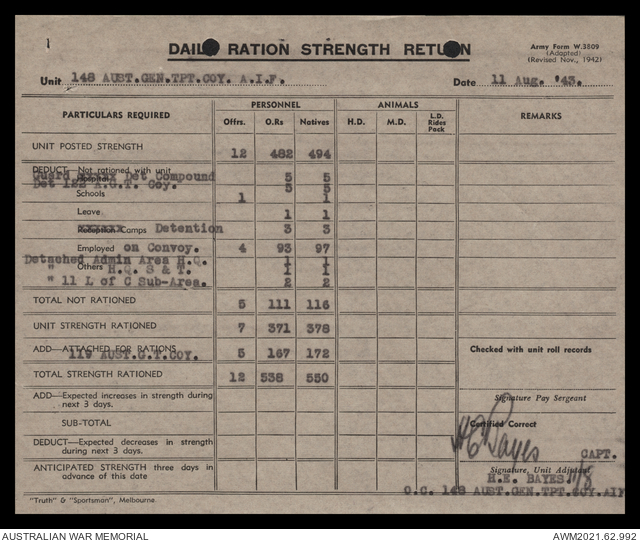 1
DAILY RATION STRENGTH RETURN
Army Form W.3809
(Adapted)
(Revised Nov., 1942)
Unit 148 AUST.GEN.TPT.COY. A.I.F.
Date 11 Aug. '43.
PARTICULARS REQUIRED PERSONNEL ANIMALS REMARKS
Offrs. O.Rs Natives H.D. M.D. L.D. Rides Pack
UNIT POSTED STRENGTH 12 482 494
DEDUCT—Not rationed with unit
Guard Det Compound 5 5
Det 122 A.G.T. Coy. 5 5
Schools 1 1
Leave 1 1
Reception Camps Detention 3 3
Employed on Convoy. 4 93 97
Detached Admin Area H.Q. 1 1
" Others H.Q. S & T. 1 1
" 11 L of C Sub-Area. 2 2
TOTAL NOT RATIONED 5 111 116
UNIT STRENGTH RATIONED 7 371 378
ADD—ATTACHED FOR RATIONS
119 AUST.G.T.COY. 5 167 172
Checked with unit roll records
TOTAL STRENGTH RATIONED 12 538 550
ADD—Expected increases in strength during next 3 days.
Signature Pay Sergeant
SUB-TOTAL
Certified Correct
DEDUCT—Expected decreases in strength during next 3 days.
HE Bayes CAPT.
ANTICIPATED STRENGTH three days in advance of this date
Signature, Unit Adjutant
H.E. BAYES 11/8
O.C. 148 AUST.GEN.TPT.COY.AIF
"Truth" & "Sportsman", Melbourne
AUSTRALIAN WAR MEMORIAL
AWM2021.62.992